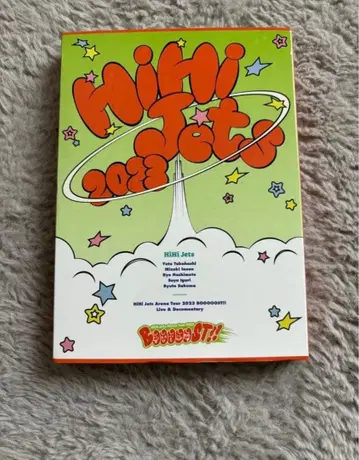 HiHi
Jets
2023
HiHi Jets
Yuto Takahashi
Mizuki Inoue
Ryo Hashimoto
Soya Igari
Ryuto Sakuma
HiHi Jets Arena Tour 2023 BOOOOOST!!
Live & Documentary
BOOOOOST!!